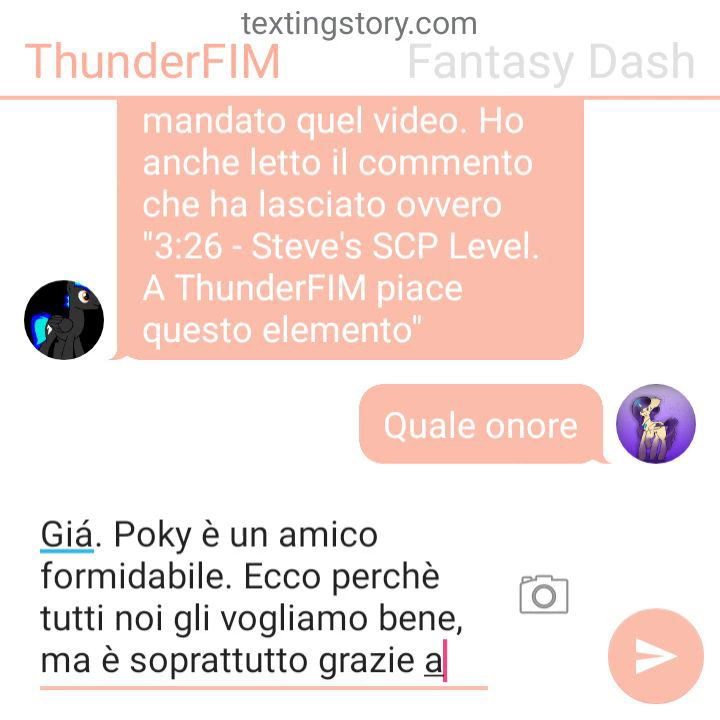 textingstory.com
ThunderFIM
Fantasy Dash
mandato quel video. Ho
anche letto il commento
che ha lasciato ovvero
"3:26 - Steve's SCP Level.
A ThunderFIM piace
questo elemento"
Quale onore
Giá. Poky è un amico
formidabile. Ecco perchè
tutti noi gli vogliamo bene,
ma è soprattutto grazie a